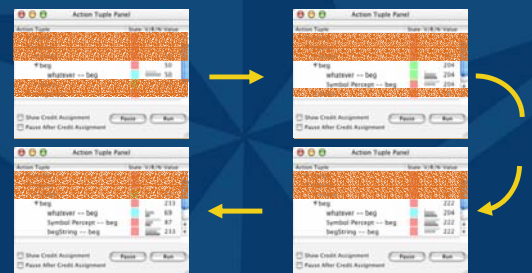 Action Tuple Panel
Action Tuple State V/R/N Value
beg 50
whatever -- beg 50
Show Credit Assignment
Pause After Credit Assignment
Pause Run
Action Tuple Panel
Action Tuple State V/R/N Value
beg 204
whatever -- beg 204
Symbol Percept -- beg 204
Show Credit Assignment
Pause After Credit Assignment
Pause Run
Action Tuple Panel
Action Tuple State V/R/N Value
beg 233
whatever -- beg 69
Symbol Percept -- beg 47
begString -- beg 233
Show Credit Assignment
Pause After Credit Assignment
Pause Run
Action Tuple Panel
Action Tuple State V/R/N Value
beg 222
whatever -- beg 204
Symbol Percept -- beg 222
begString -- beg 222
Show Credit Assignment
Pause After Credit Assignment
Pause Run